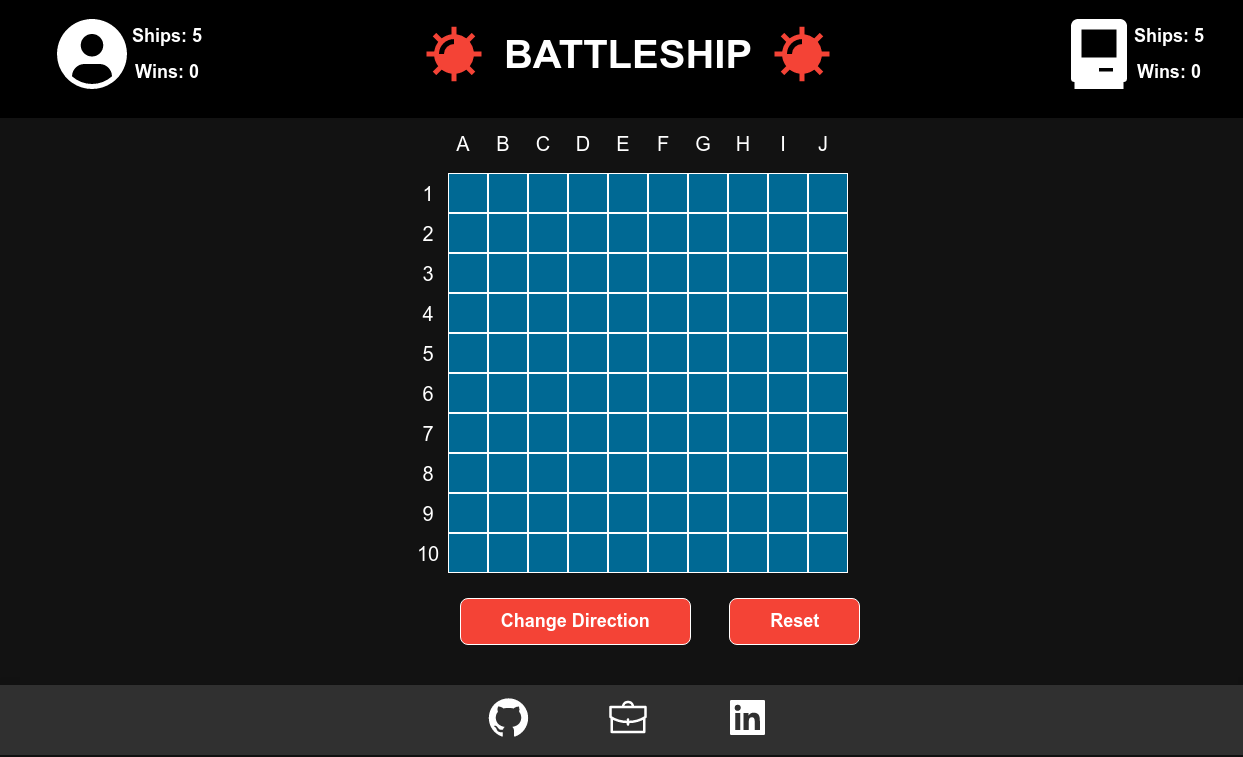 Ships: 5
Wins: 0
BATTLESHIP
Ships: 5
Wins: 0
A B C D E F G H I J
1
2
3
4
5
6
7
8
9
10
Change Direction
Reset
in